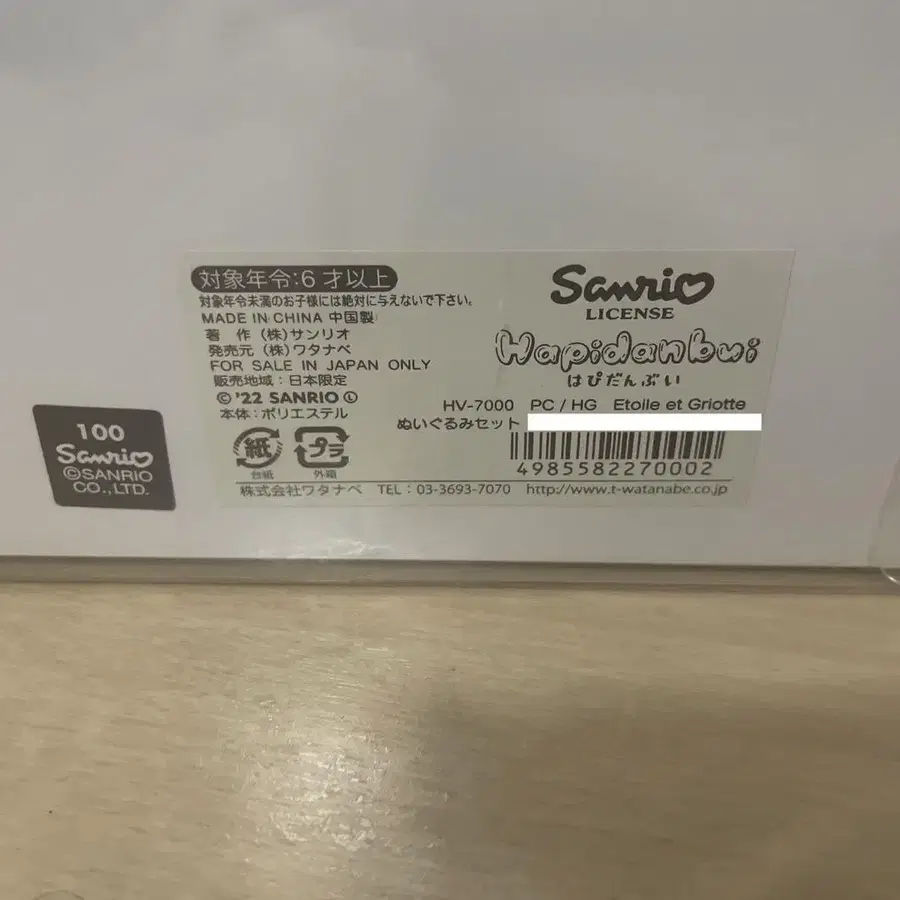 対象年令:6才以上
対象年令未満のお子様には絶対に与えないで下さい。
MADE IN CHINA 中国製
著 作 (株)サンリオ
発売元 (株)ワタナベ
FOR SALE IN JAPAN ONLY
販売地域:日本限定
©'22 SANRIO Ⓛ
本体:ポリエステル
紙
台紙
プラ
外箱
Sanrio
LICENSE
Hapidanbui
はぴだんぶい
HV-7000 PC/HG Etoile et Griotte
ぬいぐるみセット
4985582270002
株式会社ワタナベ TEL:03-3693-7070 http://www.t-watanabe.co.jp
100
Sanrio
©SANRIO
CO.,LTD.